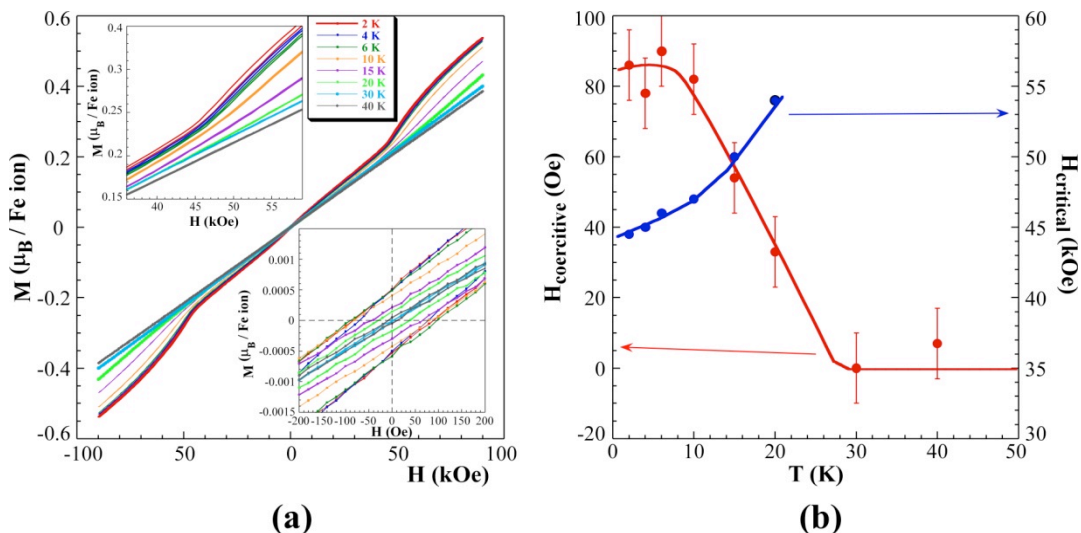 0.6
0.4
0.2
0
-0.2
-0.4
-0.6
M (μB / Fe ion)
-100
50
0
50
100
H (kOe)
0.4
0.3
0.25
0.2
0.15
M (μB / Fe ion)
40
45
50
55
H (kOe)
2 K
4 K
6 K
10 K
15 K
20 K
30 K
40 K
0.001
0.0005
0
-0.0005
-0.001
-0.0015
M (μB / Fe ion)
-200
-150
-100
-50
0
50
100
150
200
H (Oe)
(a)
100
80
60
40
20
0
-20
Hcoercitive (Oe)
0
10
20
30
40
50
T (K)
60
55
50
45
40
35
30
Hcritical (kOe)
(b)